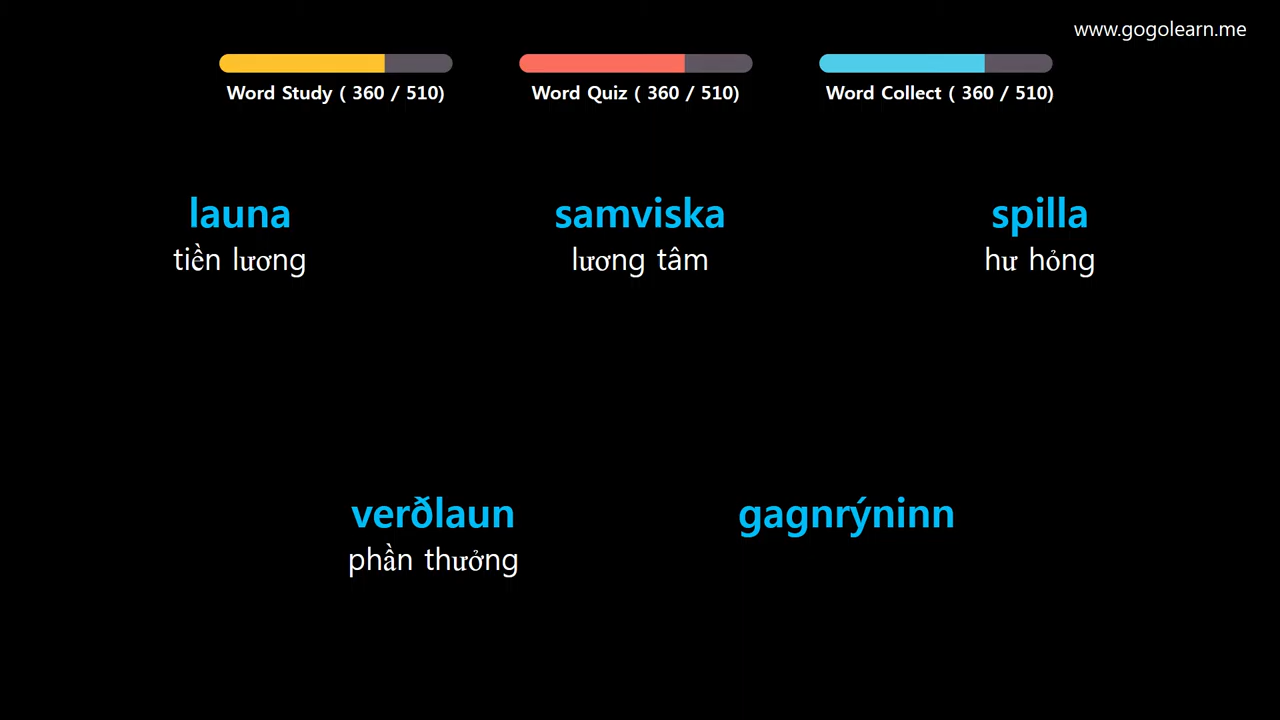 www.gogolearn.me
Word Study ( 360 / 510)
Word Quiz ( 360 / 510)
Word Collect ( 360 / 510)
launa
tiền lương
samviska
lương tâm
spilla
hư hỏng
verðlaun
phần thưởng
gagnrýninn